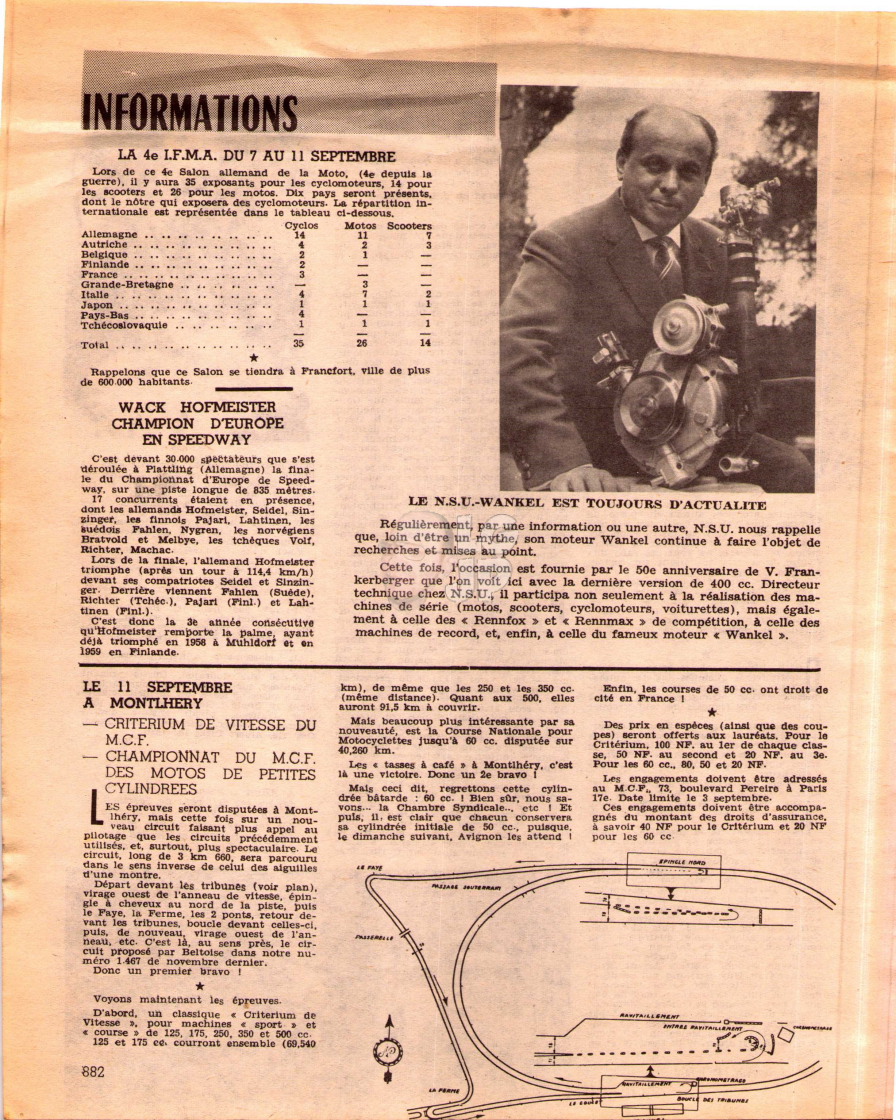 INFORMATIONS
LA 4e I.F.M.A. DU 7 AU 11 SEPTEMBRE
Lors de ce 4e Salon allemand de la Moto, (4e depuis la
guerre), il y aura 35 exposants pour les cyclomoteurs, 14 pour
les scooters et 26 pour les motos. Dix pays seront présents,
dont le nôtre qui exposera des cyclomoteurs. La répartition in-
ternationale est représentée dans le tableau ci-dessous.
Cyclos Motos Scooters
Allemagne .. .. .. .. .. .. .. .. .. .. 14 11 7
Autriche .. .. .. .. .. .. .. .. .. .. .. 4 2 3
Belgique .. .. .. .. .. .. .. .. .. .. .. 2 1 —
Finlande .. .. .. .. .. .. .. .. .. .. .. 2 — —
France .. .. .. .. .. .. .. .. .. .. .. .. 3 — —
Grande-Bretagne .. .. .. .. .. .. .. — 3 —
Italie .. .. .. .. .. .. .. .. .. .. .. .. 4 7 2
Japon .. .. .. .. .. .. .. .. .. .. .. .. 1 1 1
Pays-Bas .. .. .. .. .. .. .. .. .. .. .. 4 — —
Tchécoslovaquie .. .. .. .. .. .. .. 1 1 1
Total .. .. .. .. .. .. .. .. .. .. .. .. 35 26 14
★
Rappelons que ce Salon se tiendra à Francfort, ville de plus
de 600.000 habitants.
WACK HOFMEISTER
CHAMPION D'EUROPE
EN SPEEDWAY
C'est devant 30.000 spectateurs que s'est
déroulée à Plattling (Allemagne) la fina-
le du Championnat d'Europe de Speed-
way, sur une piste longue de 835 mètres.
17 concurrents étaient en présence,
dont les allemands Hofmeister, Seidel, Sin-
zinger, les finnois Pajari, Lahtinen, les
suédois Fahlen, Nygren, les norvégiens
Bratvold et Melbye, les tchèques Volf,
Richter, Machac.
Lors de la finale, l'allemand Hofmeister
triomphe (après un tour à 114,4 km/h)
devant ses compatriotes Seidel et Sinzin-
ger. Derrière viennent Fahlen (Suède),
Richter (Tchéc.), Pajari (Finl.) et Lah-
tinen (Finl.).
C'est donc la 3e année consécutive
qu'Hofmeister remporte la palme, ayant
déjà triomphé en 1958 à Muhldorf et en
1959 en Finlande.
LE N.S.U.-WANKEL EST TOUJOURS D'ACTUALITE
Régulièrement, par une information ou une autre, N.S.U. nous rappelle
que, loin d'être un mythe, son moteur Wankel continue à faire l'objet de
recherches et mises au point.
Cette fois, l'occasion est fournie par le 50e anniversaire de V. Fran-
kerberger que l'on voit ici avec la dernière version de 400 cc. Directeur
technique chez N.S.U., il participa non seulement à la réalisation des ma-
chines de série (motos, scooters, cyclomoteurs, voiturettes), mais égale-
ment à celle des « Rennfox » et « Rennmax » de compétition, à celle des
machines de record, et, enfin, à celle du fameux moteur « Wankel ».
LE 11 SEPTEMBRE
A MONTLHERY
— CRITERIUM DE VITESSE DU
M.C.F.
— CHAMPIONNAT DU M.C.F.
DES MOTOS DE PETITES
CYLINDREES
LES épreuves seront disputées à Mont-
lhéry, mais cette fois sur un nou-
veau circuit faisant plus appel au
pilotage que les circuits précédemment
utilisés, et, surtout, plus spectaculaire. Le
circuit, long de 3 km 660, sera parcouru
dans le sens inverse de celui des aiguilles
d'une montre.
Départ devant les tribunes (voir plan),
virage ouest de l'anneau de vitesse, épin-
gle à cheveux au nord de la piste, puis
le Faye, la Ferme, les 2 ponts, retour de-
vant les tribunes, boucle devant celles-ci,
puis, de nouveau, virage ouest de l'an-
neau, etc. C'est là, au sens près, le cir-
cuit proposé par Beltoise dans notre nu-
méro 1.467 de novembre dernier.
Donc un premier bravo !
★
Voyons maintenant les épreuves.
D'abord, un classique « Criterium de
Vitesse », pour machines « sport » et
« course » de 125, 175, 250, 350 et 500 cc.
125 et 175 cc. courront ensemble (69,540
km), de même que les 250 et les 350 cc.
(même distance). Quant aux 500, elles
auront 91,5 km à couvrir.
Mais beaucoup plus intéressante par sa
nouveauté, est la Course Nationale pour
Motocyclettes jusqu'à 60 cc. disputée sur
40,260 km.
Les « tasses à café » à Montlhéry, c'est
là une victoire. Donc un 2e bravo !
Mais ceci dit, regrettons cette cylin-
drée bâtarde : 60 cc. ! Bien sûr, nous sa-
vons... la Chambre Syndicale.., etc ! Et
puis, il est clair que chacun conservera
sa cylindrée initiale de 50 cc., puisque,
le dimanche suivant, Avignon les attend !
Enfin, les courses de 50 cc. ont droit de
cité en France !
★
Des prix en espèces (ainsi que des cou-
pes) seront offerts aux lauréats. Pour le
Critérium, 100 NF. au 1er de chaque clas-
se, 50 NF. au second et 20 NF. au 3e.
Pour les 60 cc., 80, 50 et 20 NF.
Les engagements doivent être adressés
au M.C.F., 73, boulevard Pereire à Paris
17e. Date limite le 3 septembre.
Ces engagements doivent être accompa-
gnés du montant des droits d'assurance,
à savoir 40 NF pour le Critérium et 20 NF
pour les 60 cc.
LE FAYE
PASSAGE SOUTERRAIN
EPINGLE NORD
PASSERELLE
RAVITAILLEMENT
ENTREE RAVITAILLEMENT
CHRONOMETRAGE
LA FERME
RAVITAILLEMENT
CHRONOMETRAGE
BOUCLE DES TRIBUNES
882